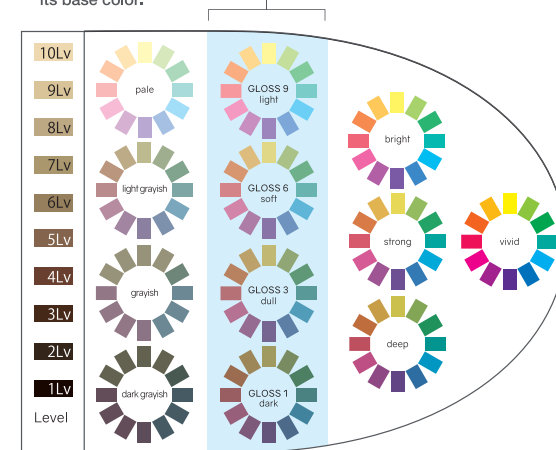 its base color.
10Lv
9Lv
8Lv
7Lv
6Lv
5Lv
4Lv
3Lv
2Lv
1Lv
Level
pale
light grayish
grayish
dark grayish
GLOSS 9
light
GLOSS 6
soft
GLOSS 3
dull
GLOSS 1
dark
bright
strong
deep
vivid